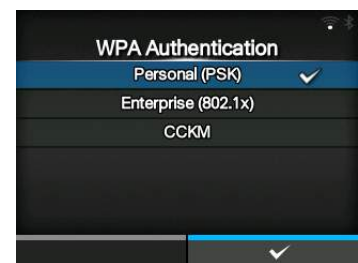 WPA Authentication
Personal (PSK)
Enterprise (802.1x)
CCKM